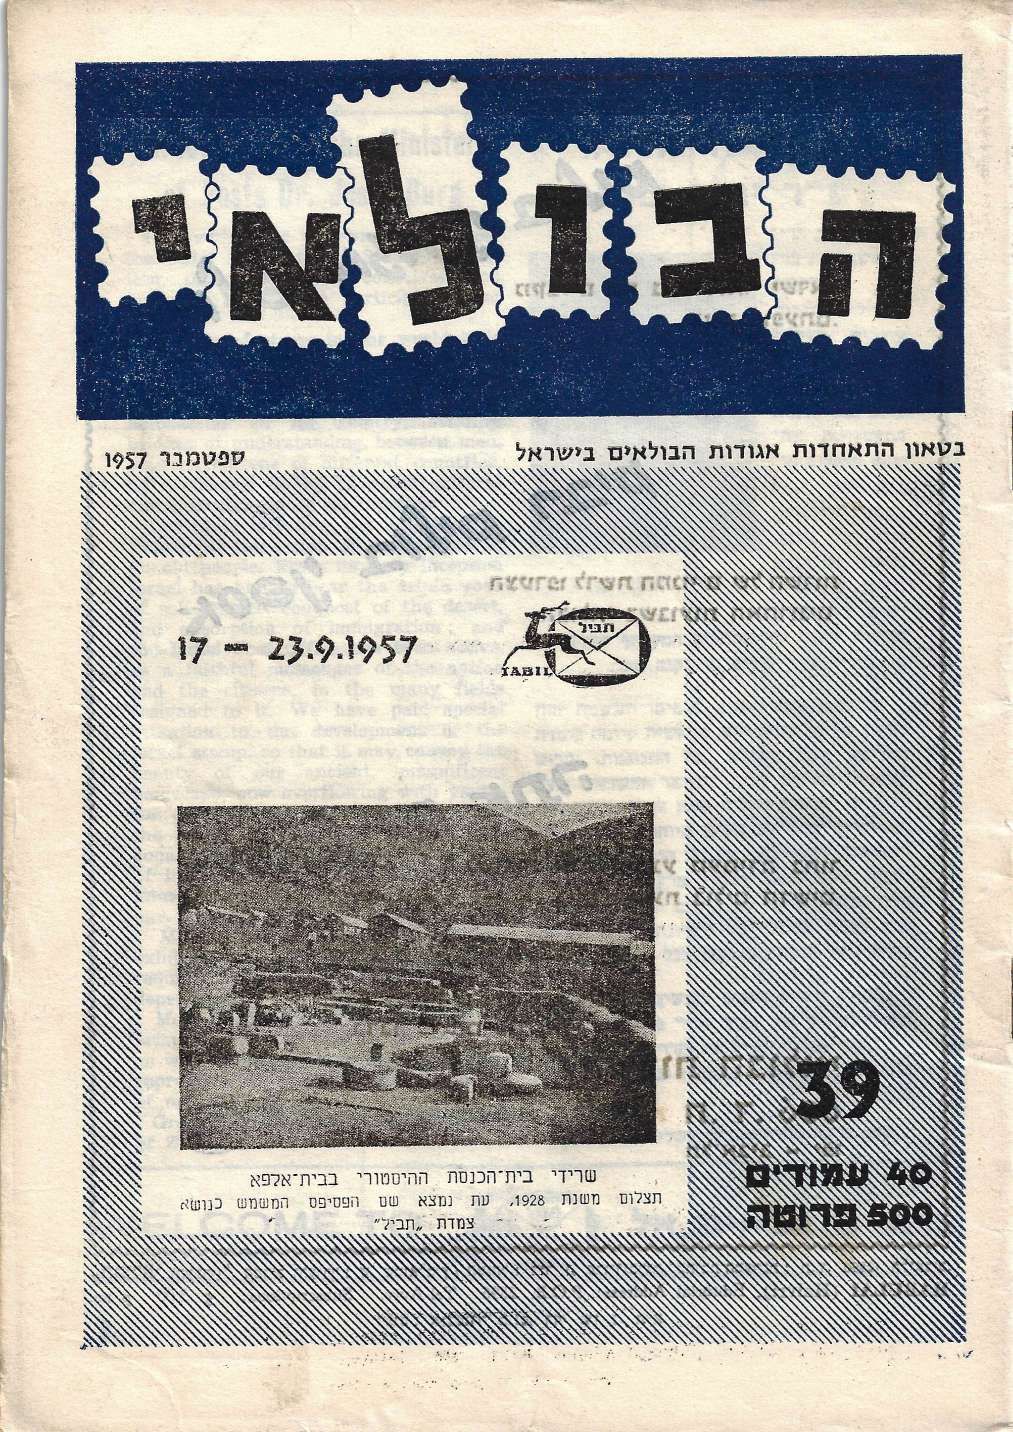 הבולאי
בטאון התאחדות אגודות הבולאים בישראל
ספטמבר 1957
17 — 23.9.1957
תביל
TABIL
שרידי בית־הכנסת ההיסטורי בבית־אלפא
תצלום משנת 1928, עת נמצא שם הפסיפס המשמש כנושא
צמדת „תביל"
39
40 עמודים
500 פרוטה